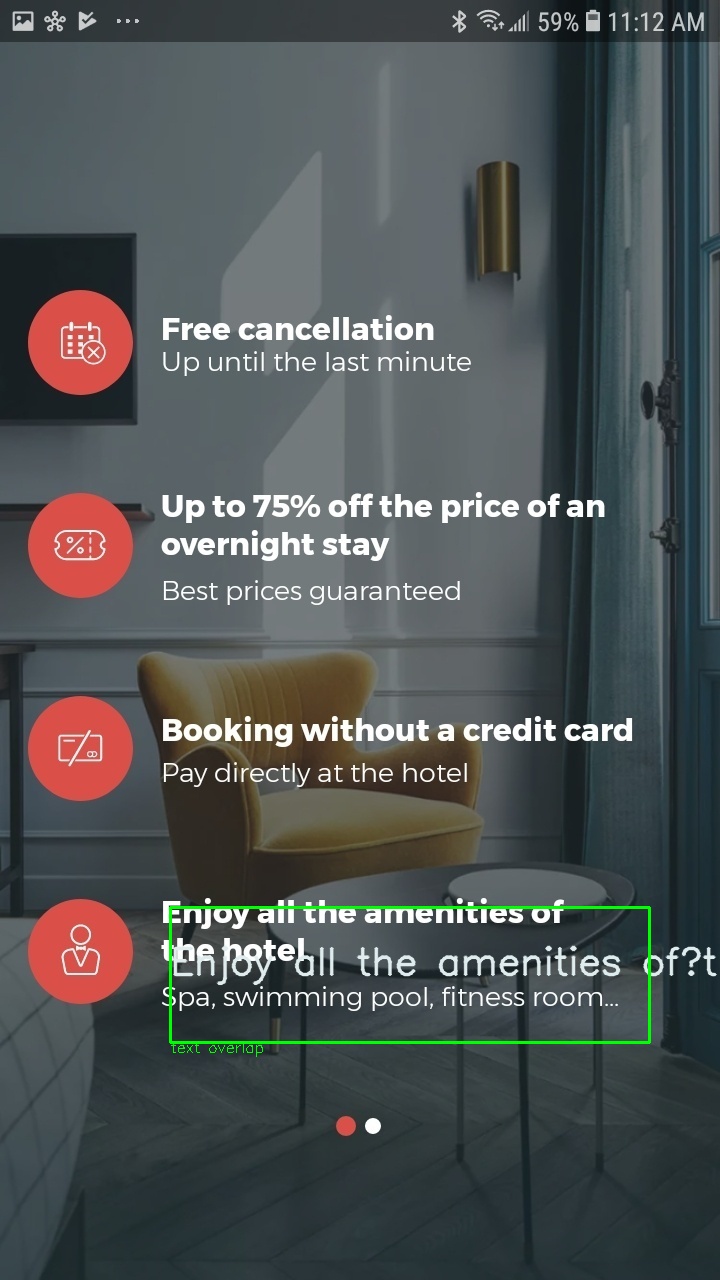 59% 11:12 AM
Free cancellation
Up until the last minute
Up to 75% off the price of an
overnight stay
Best prices guaranteed
Booking without a credit card
Pay directly at the hotel
Enjoy all the amenities of
the hotel
Enjoy all the amenities of?t
Spa, swimming pool, fitness room...
text overlap